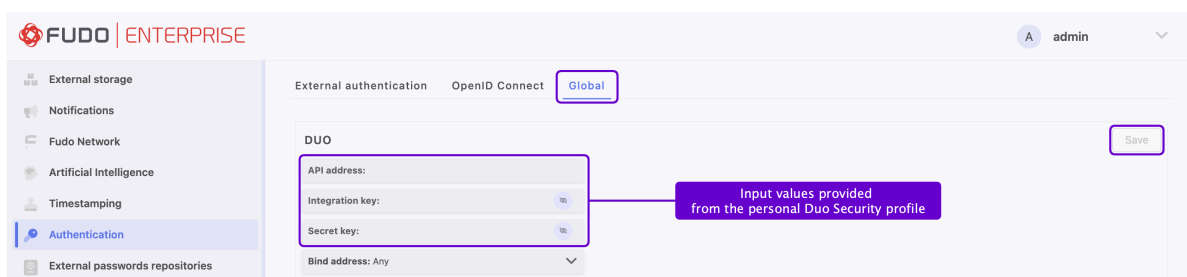 FUDO ENTERPRISE
A admin
External storage
Notifications
Fudo Network
Artificial Intelligence
Timestamping
Authentication
External passwords repositories
External authentication OpenID Connect Global
DUO
Save
API address:
Integration key:
Secret key:
Bind address: Any
Input values provided
from the personal Duo Security profile